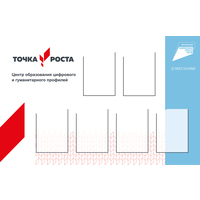 ТОЧКА РОСТА
Центр образования цифрового
и гуманитарного профилей